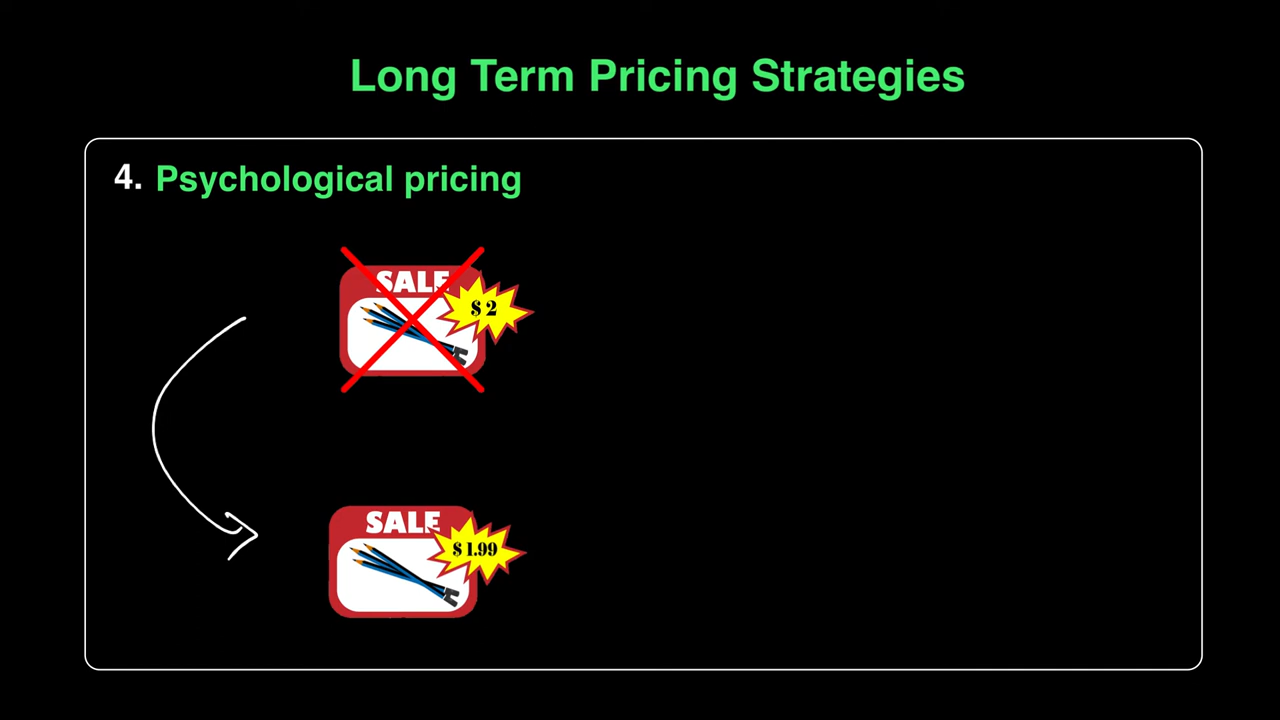 Long Term Pricing Strategies
4. Psychological pricing
SALE
$ 2
SALE
$ 1.99